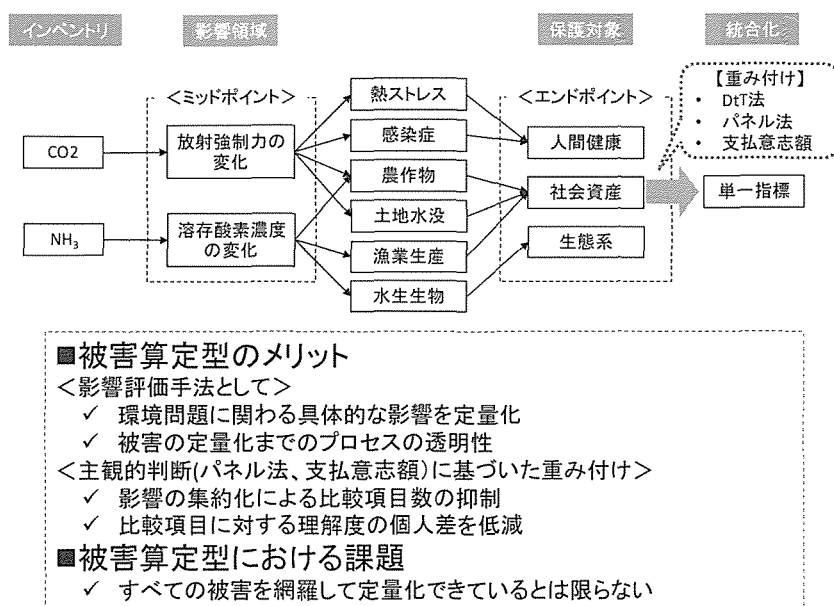 インベントリ 影響領域 保護対象 統合化
【重み付け】
・ DtT法
・ パネル法
・ 支払意志額
<ミッドポイント>
<エンドポイント>
CO2
NH₃
放射強制力の
変化
溶存酸素濃度
の変化
熱ストレス
感染症
農作物
土地水没
漁業生産
水生生物
人間健康
社会資産
生態系
単一指標
■被害算定型のメリット
<影響評価手法として>
✓ 環境問題に関わる具体的な影響を定量化
✓ 被害の定量化までのプロセスの透明性
<主観的判断(パネル法、支払意志額)に基づいた重み付け>
✓ 影響の集約化による比較項目数の抑制
✓ 比較項目に対する理解度の個人差を低減
■被害算定型における課題
✓ すべての被害を網羅して定量化できているとは限らない